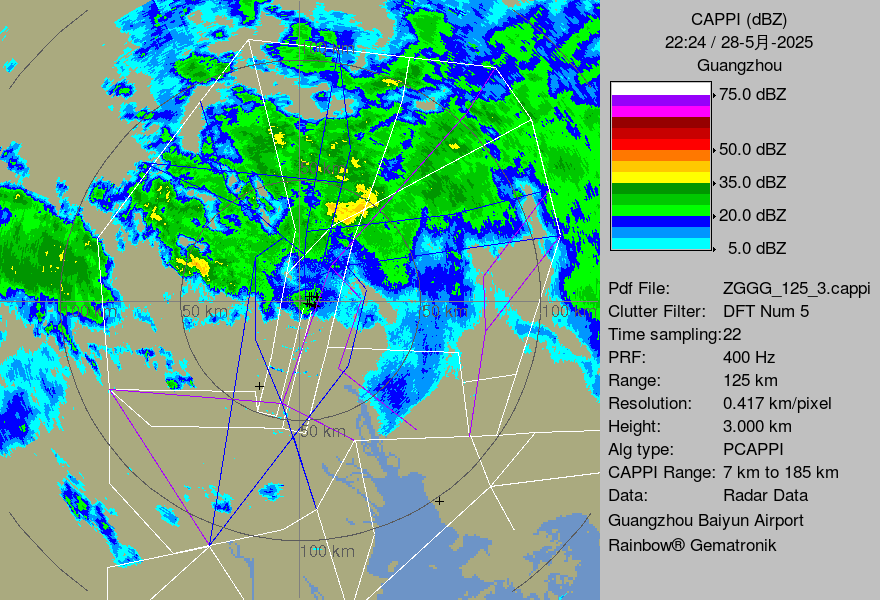 CAPPI (dBZ)
22:24 / 28-5月-2025
Guangzhou
75.0 dBZ
50.0 dBZ
35.0 dBZ
20.0 dBZ
5.0 dBZ
Pdf File: ZGGG_125_3.cappi
Clutter Filter: DFT Num 5
Time sampling:22
PRF: 400 Hz
Range: 125 km
Resolution: 0.417 km/pixel
Height: 3.000 km
Alg type: PCAPPI
CAPPI Range: 7 km to 185 km
Data: Radar Data
Guangzhou Baiyun Airport
Rainbow® Gematronik
50 km
50 km
100 km
50 km
100 km